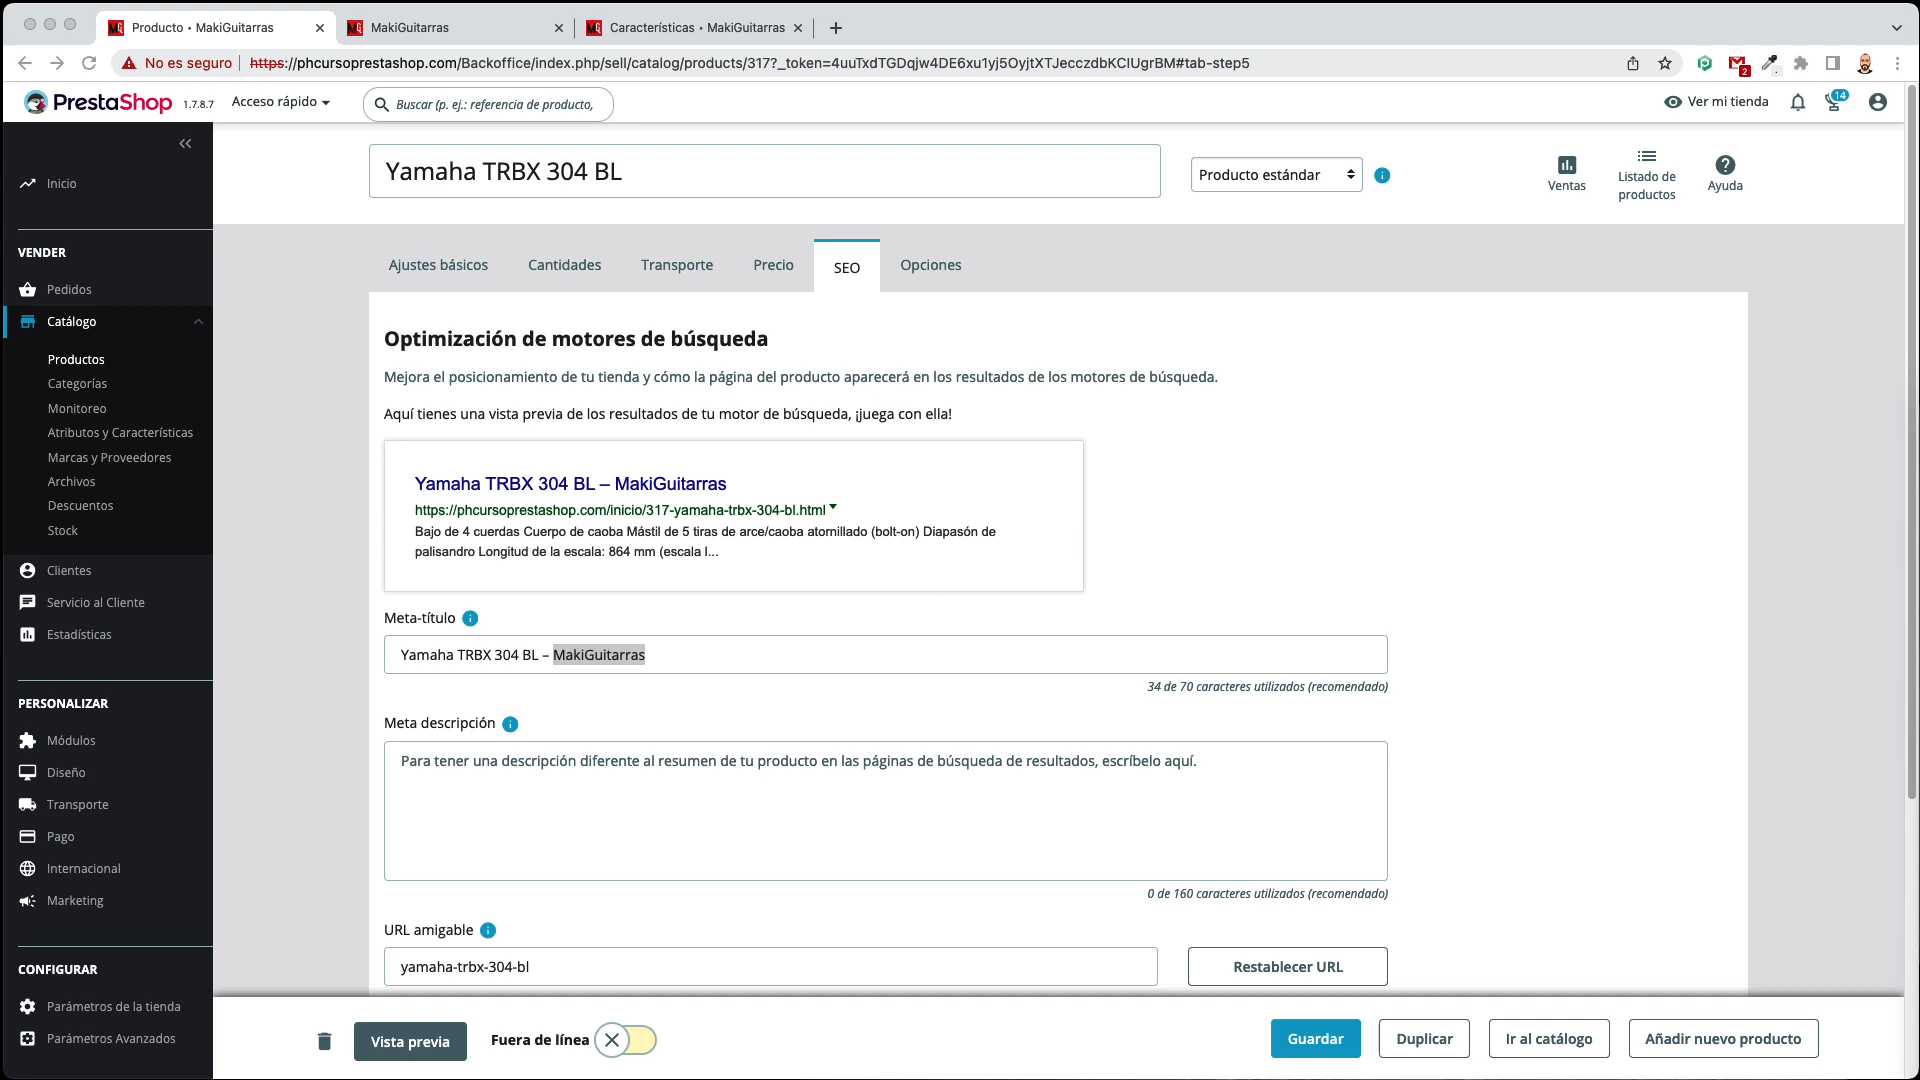 Producto • MakiGuitarras
MakiGuitarras
Características • MakiGuitarras
No es seguro
https://phcursoprestashop.com/Backoffice/index.php/sell/catalog/products/317?_token=4uuTxdTGDqjw4DE6xu1yj5OyjtXTJecczdbKCIUgrBM#tab-step5
2
PrestaShop
1.7.8.7
Acceso rápido
Buscar (p. ej.: referencia de producto,
Ver mi tienda
14
Inicio
VENDER
Pedidos
Catálogo
Productos
Categorías
Monitoreo
Atributos y Características
Marcas y Proveedores
Archivos
Descuentos
Stock
Clientes
Servicio al Cliente
Estadísticas
PERSONALIZAR
Módulos
Diseño
Transporte
Pago
Internacional
Marketing
CONFIGURAR
Parámetros de la tienda
Parámetros Avanzados
Yamaha TRBX 304 BL
Producto estándar
Ventas
Listado de
productos
Ayuda
Ajustes básicos
Cantidades
Transporte
Precio
SEO
Opciones
Optimización de motores de búsqueda
Mejora el posicionamiento de tu tienda y cómo la página del producto aparecerá en los resultados de los motores de búsqueda.
Aquí tienes una vista previa de los resultados de tu motor de búsqueda, ¡juega con ella!
Yamaha TRBX 304 BL – MakiGuitarras
https://phcursoprestashop.com/inicio/317-yamaha-trbx-304-bl.html
Bajo de 4 cuerdas Cuerpo de caoba Mástil de 5 tiras de arce/caoba atornillado (bolt-on) Diapasón de
palisandro Longitud de la escala: 864 mm (escala l...
Meta-título
Yamaha TRBX 304 BL – MakiGuitarras
34 de 70 caracteres utilizados (recomendado)
Meta descripción
Para tener una descripción diferente al resumen de tu producto en las páginas de búsqueda de resultados, escríbelo aquí.
0 de 160 caracteres utilizados (recomendado)
URL amigable
yamaha-trbx-304-bl
Restablecer URL
Vista previa
Fuera de línea
Guardar
Duplicar
Ir al catálogo
Añadir nuevo producto